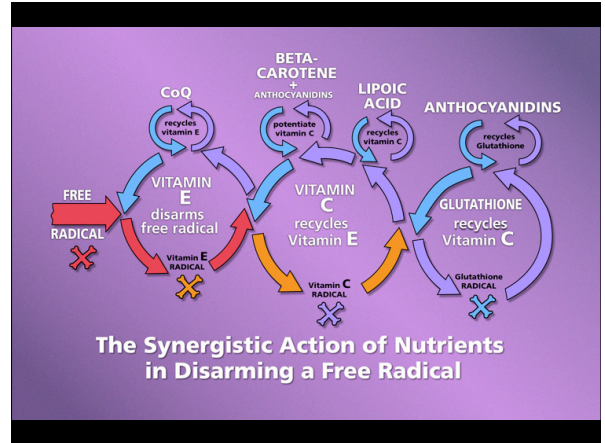 CoQ
recycles
vitamin E
BETA-
CAROTENE
+
ANTHOCYANIDINS
potentiate
vitamin C
LIPOIC
ACID
recycles
vitamin C
ANTHOCYANIDINS
recycles
Glutathione
FREE
RADICAL
VITAMIN
E
disarms
free radical
Vitamin E
RADICAL
VITAMIN
C
recycles
Vitamin E
Vitamin C
RADICAL
GLUTATHIONE
recycles
Vitamin C
Glutathione
RADICAL
The Synergistic Action of Nutrients
in Disarming a Free Radical